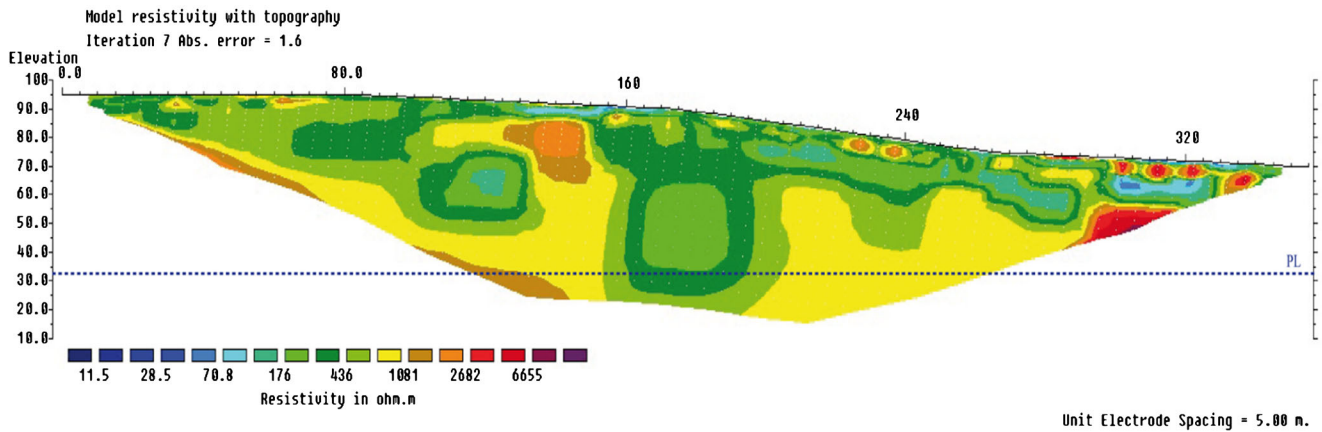 Model resistivity with topography
Iteration 7 Abs. error = 1.6
Elevation
0.0 80.0 160 240 320
100
90.0
80.0
70.0
60.0
50.0
40.0
30.0
20.0
10.0
PL
11.5 28.5 70.8 176 436 1081 2682 6655
Resistivity in ohm.m
Unit Electrode Spacing = 5.00 m.